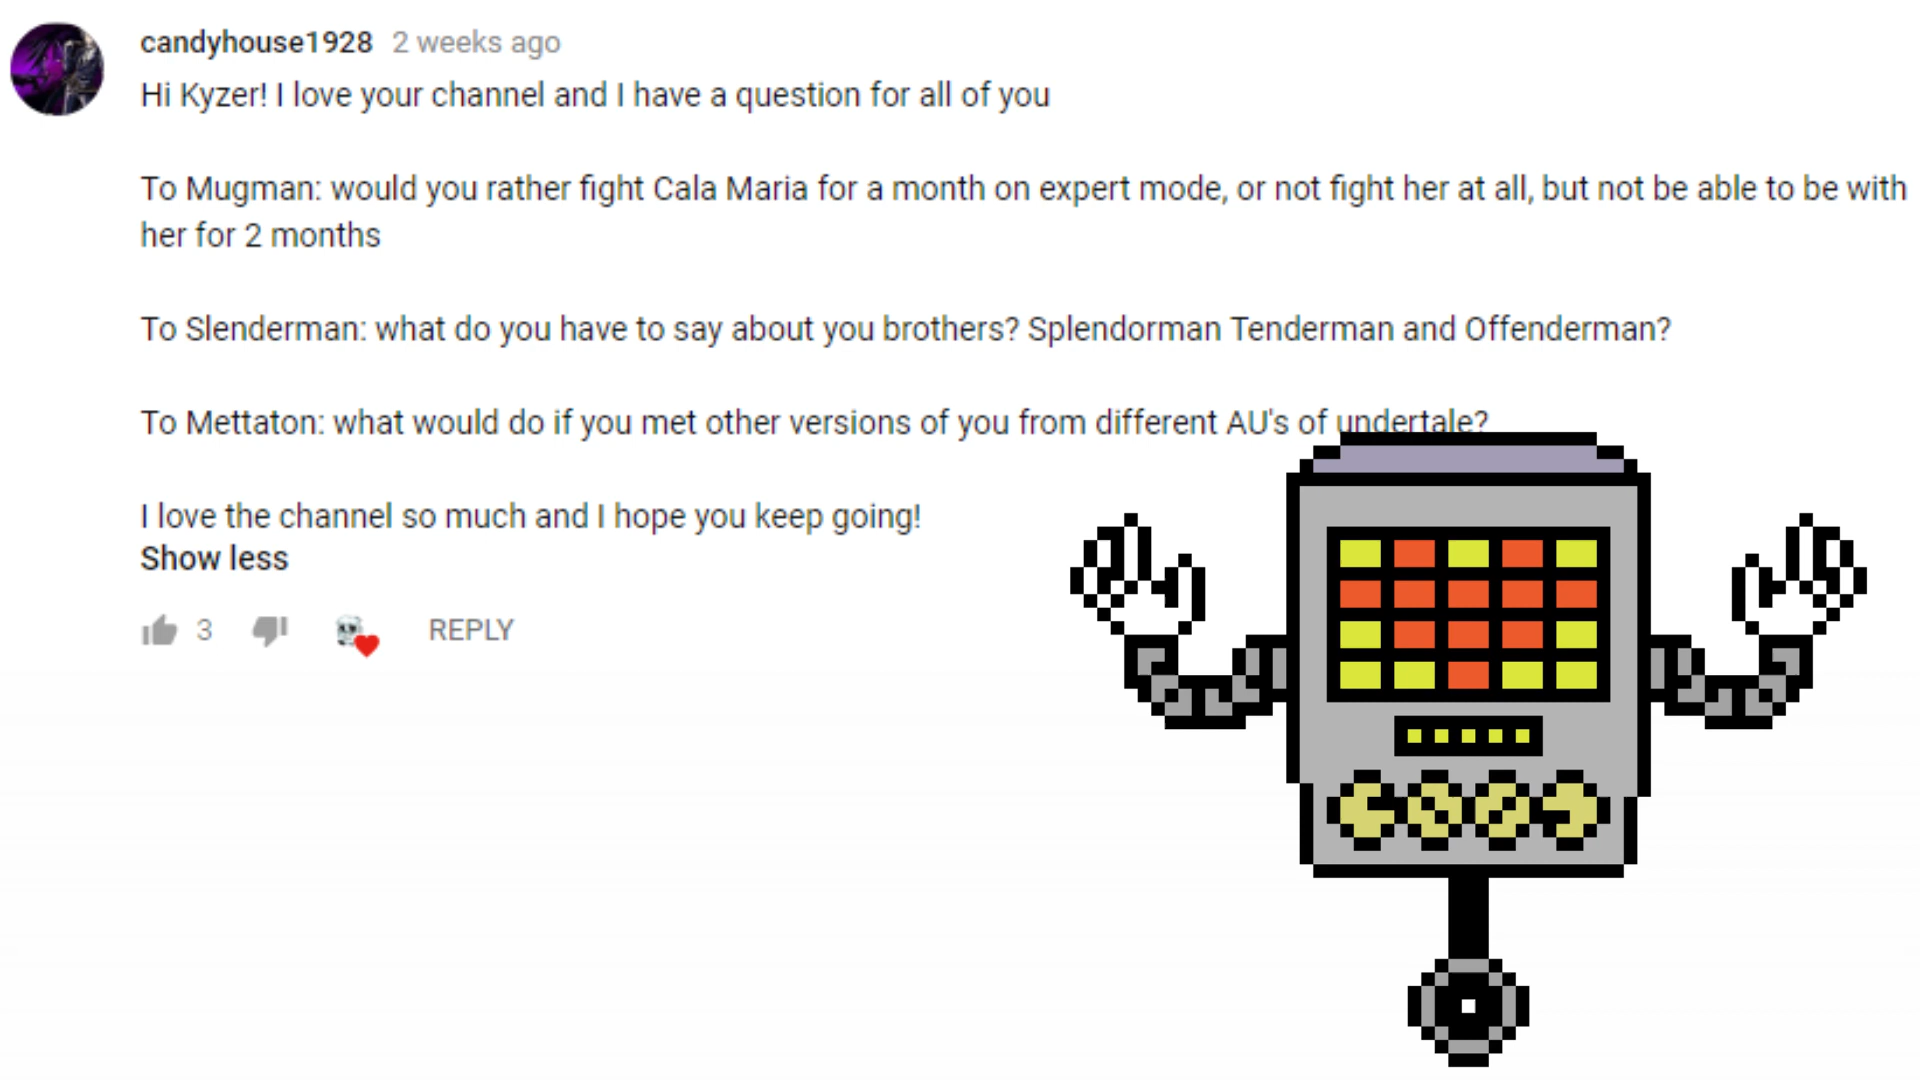 candyhouse1928 2 weeks ago
Hi Kyzer! I love your channel and I have a question for all of you
To Mugman: would you rather fight Cala Maria for a month on expert mode, or not fight her at all, but not be able to be with
her for 2 months
To Slenderman: what do you have to say about you brothers? Splendorman Tenderman and Offenderman?
To Mettaton: what would do if you met other versions of you from different AU's of undertale?
I love the channel so much and I hope you keep going!
Show less
3 REPLY